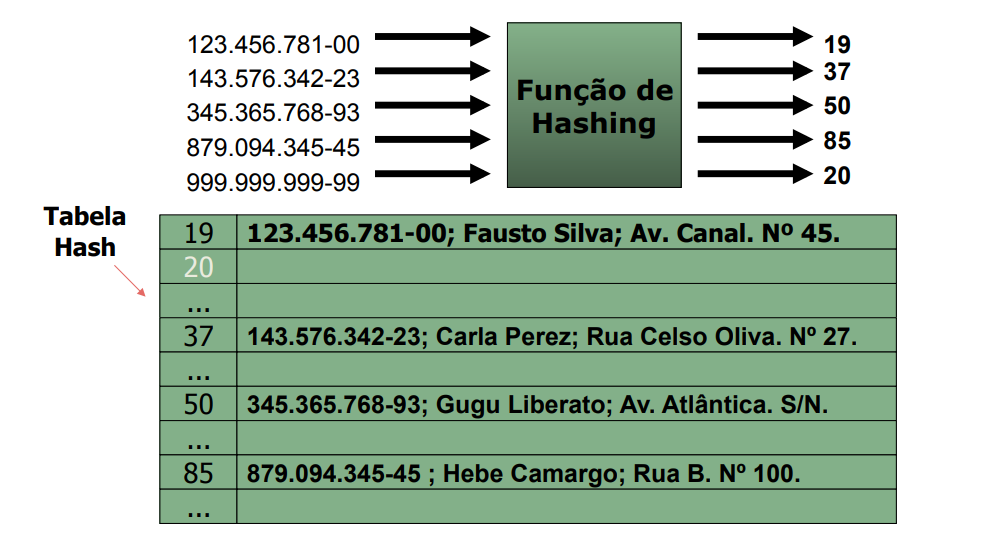 123.456.781-00
19
143.576.342-23
37
345.365.768-93
50
879.094.345-45
85
999.999.999-99
20
Função de
Hashing
Tabela
Hash
19 123.456.781-00; Fausto Silva; Av. Canal. Nº 45.
20
...
37 143.576.342-23; Carla Perez; Rua Celso Oliva. Nº 27.
...
50 345.365.768-93; Gugu Liberato; Av. Atlântica. S/N.
...
85 879.094.345-45 ; Hebe Camargo; Rua B. Nº 100.
...